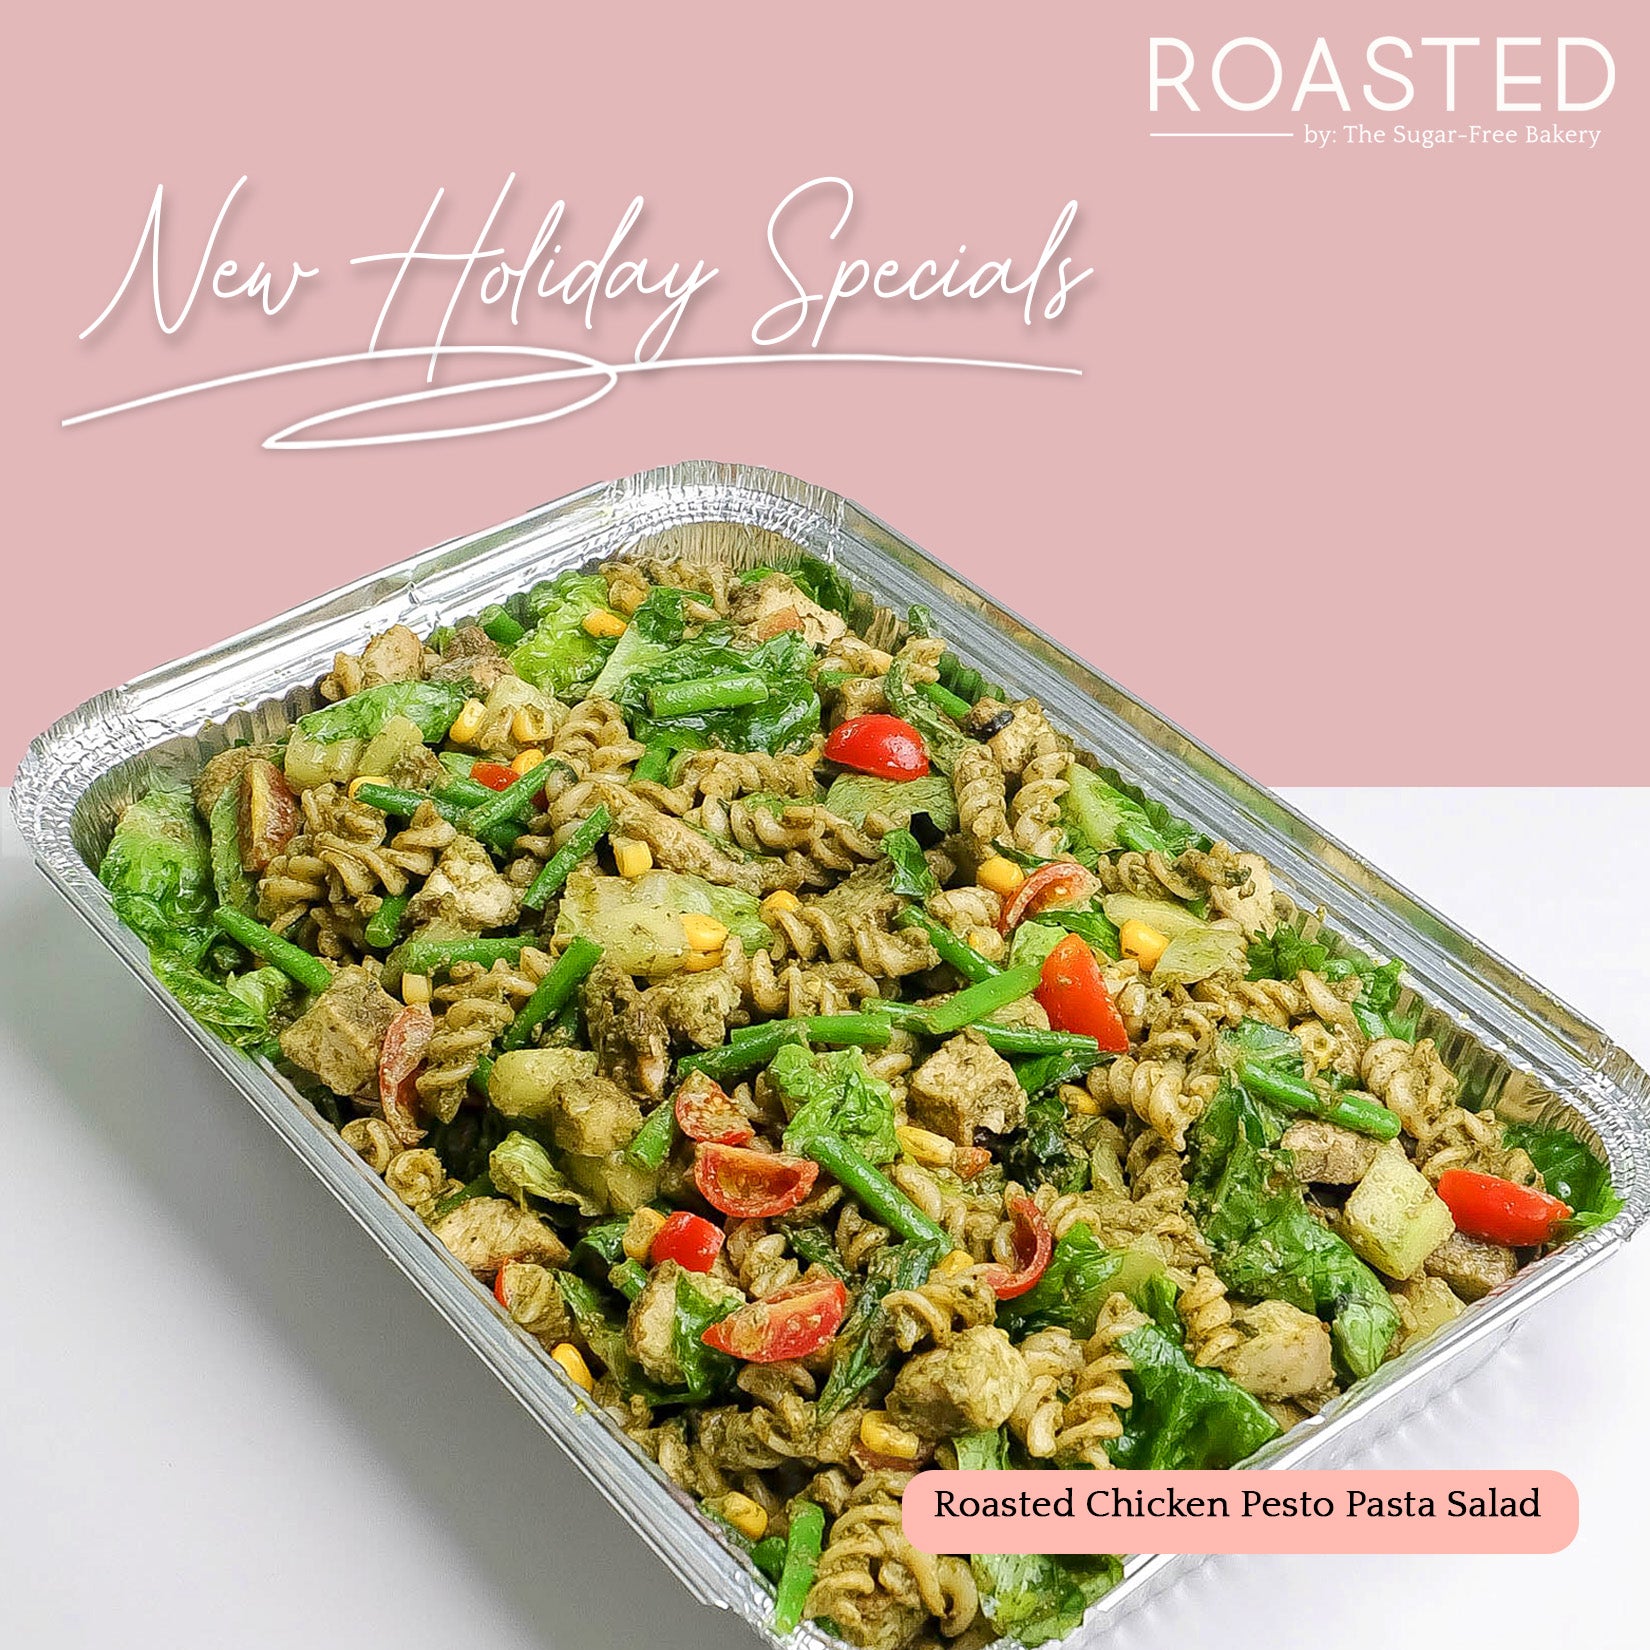 ROASTED
by: The Sugar-Free Bakery
New Holiday Specials
Roasted Chicken Pesto Pasta Salad